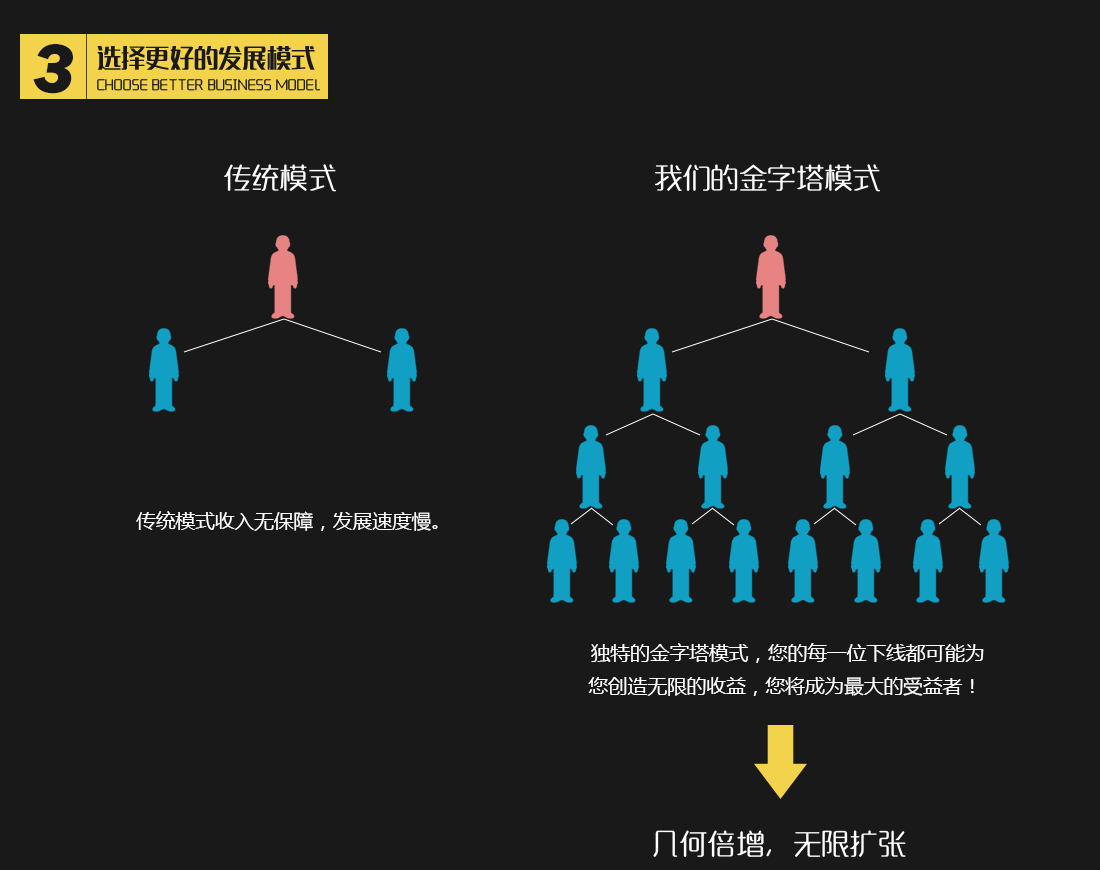 3
选择更好的发展模式
CHOOSE BETTER BUSINESS MODEL
传统模式
我们的金字塔模式
传统模式收入无保障，发展速度慢。
独特的金字塔模式，您的每一位下线都可能为
您创造无限的收益，您将成为最大的受益者！
几何倍增，无限扩张